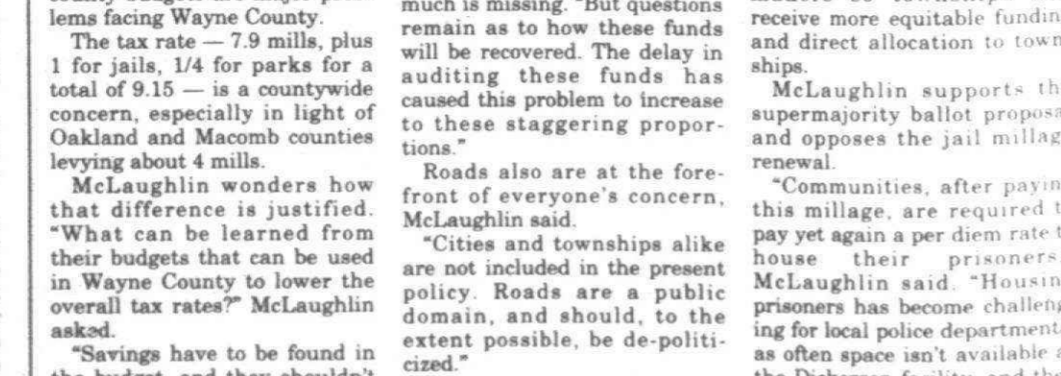 lems facing Wayne County.
The tax rate — 7.9 mills, plus
1 for jails, 1/4 for parks for a
total of 9.15 — is a countywide
concern, especially in light of
Oakland and Macomb counties
levying about 4 mills.
McLaughlin wonders how
that difference is justified.
"What can be learned from
their budgets that can be used
in Wayne County to lower the
overall tax rates?" McLaughlin
asked.
"Savings have to be found in
the budget, and they shouldn't
much is missing. "But questions
remain as to how these funds
will be recovered. The delay in
auditing these funds has
caused this problem to increase
to these staggering propor-
tions."
Roads also are at the fore-
front of everyone's concern,
McLaughlin said.
"Cities and townships alike
are not included in the present
policy. Roads are a public
domain, and should, to the
extent possible, be de-politi-
cized."
receive more equitable fundin
and direct allocation to town
ships.
McLaughlin supports th
supermajority ballot proposa
and opposes the jail millag
renewal.
"Communities, after payin
this millage, are required t
pay yet again a per diem rate t
house their prisoners
McLaughlin said. "Housin
prisoners has become challeng
ing for local police department
as often space isn't available a